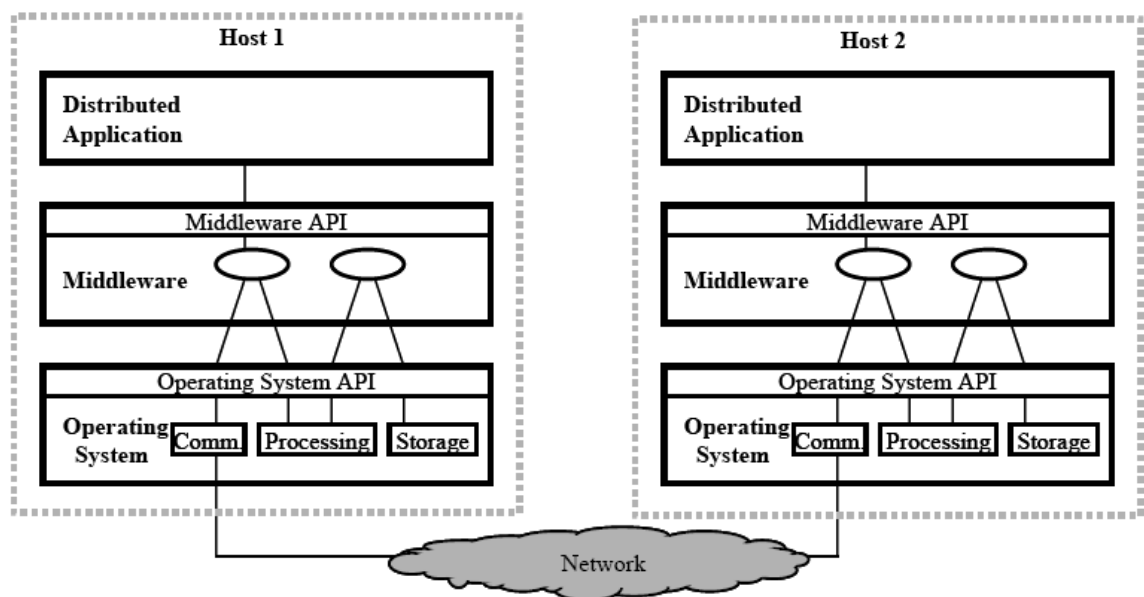 Host 1
Distributed
Application
Middleware API
Middleware
Operating System API
Operating
System
Comm.
Processing
Storage
Host 2
Distributed
Application
Middleware API
Middleware
Operating System API
Operating
System
Comm.
Processing
Storage
Network